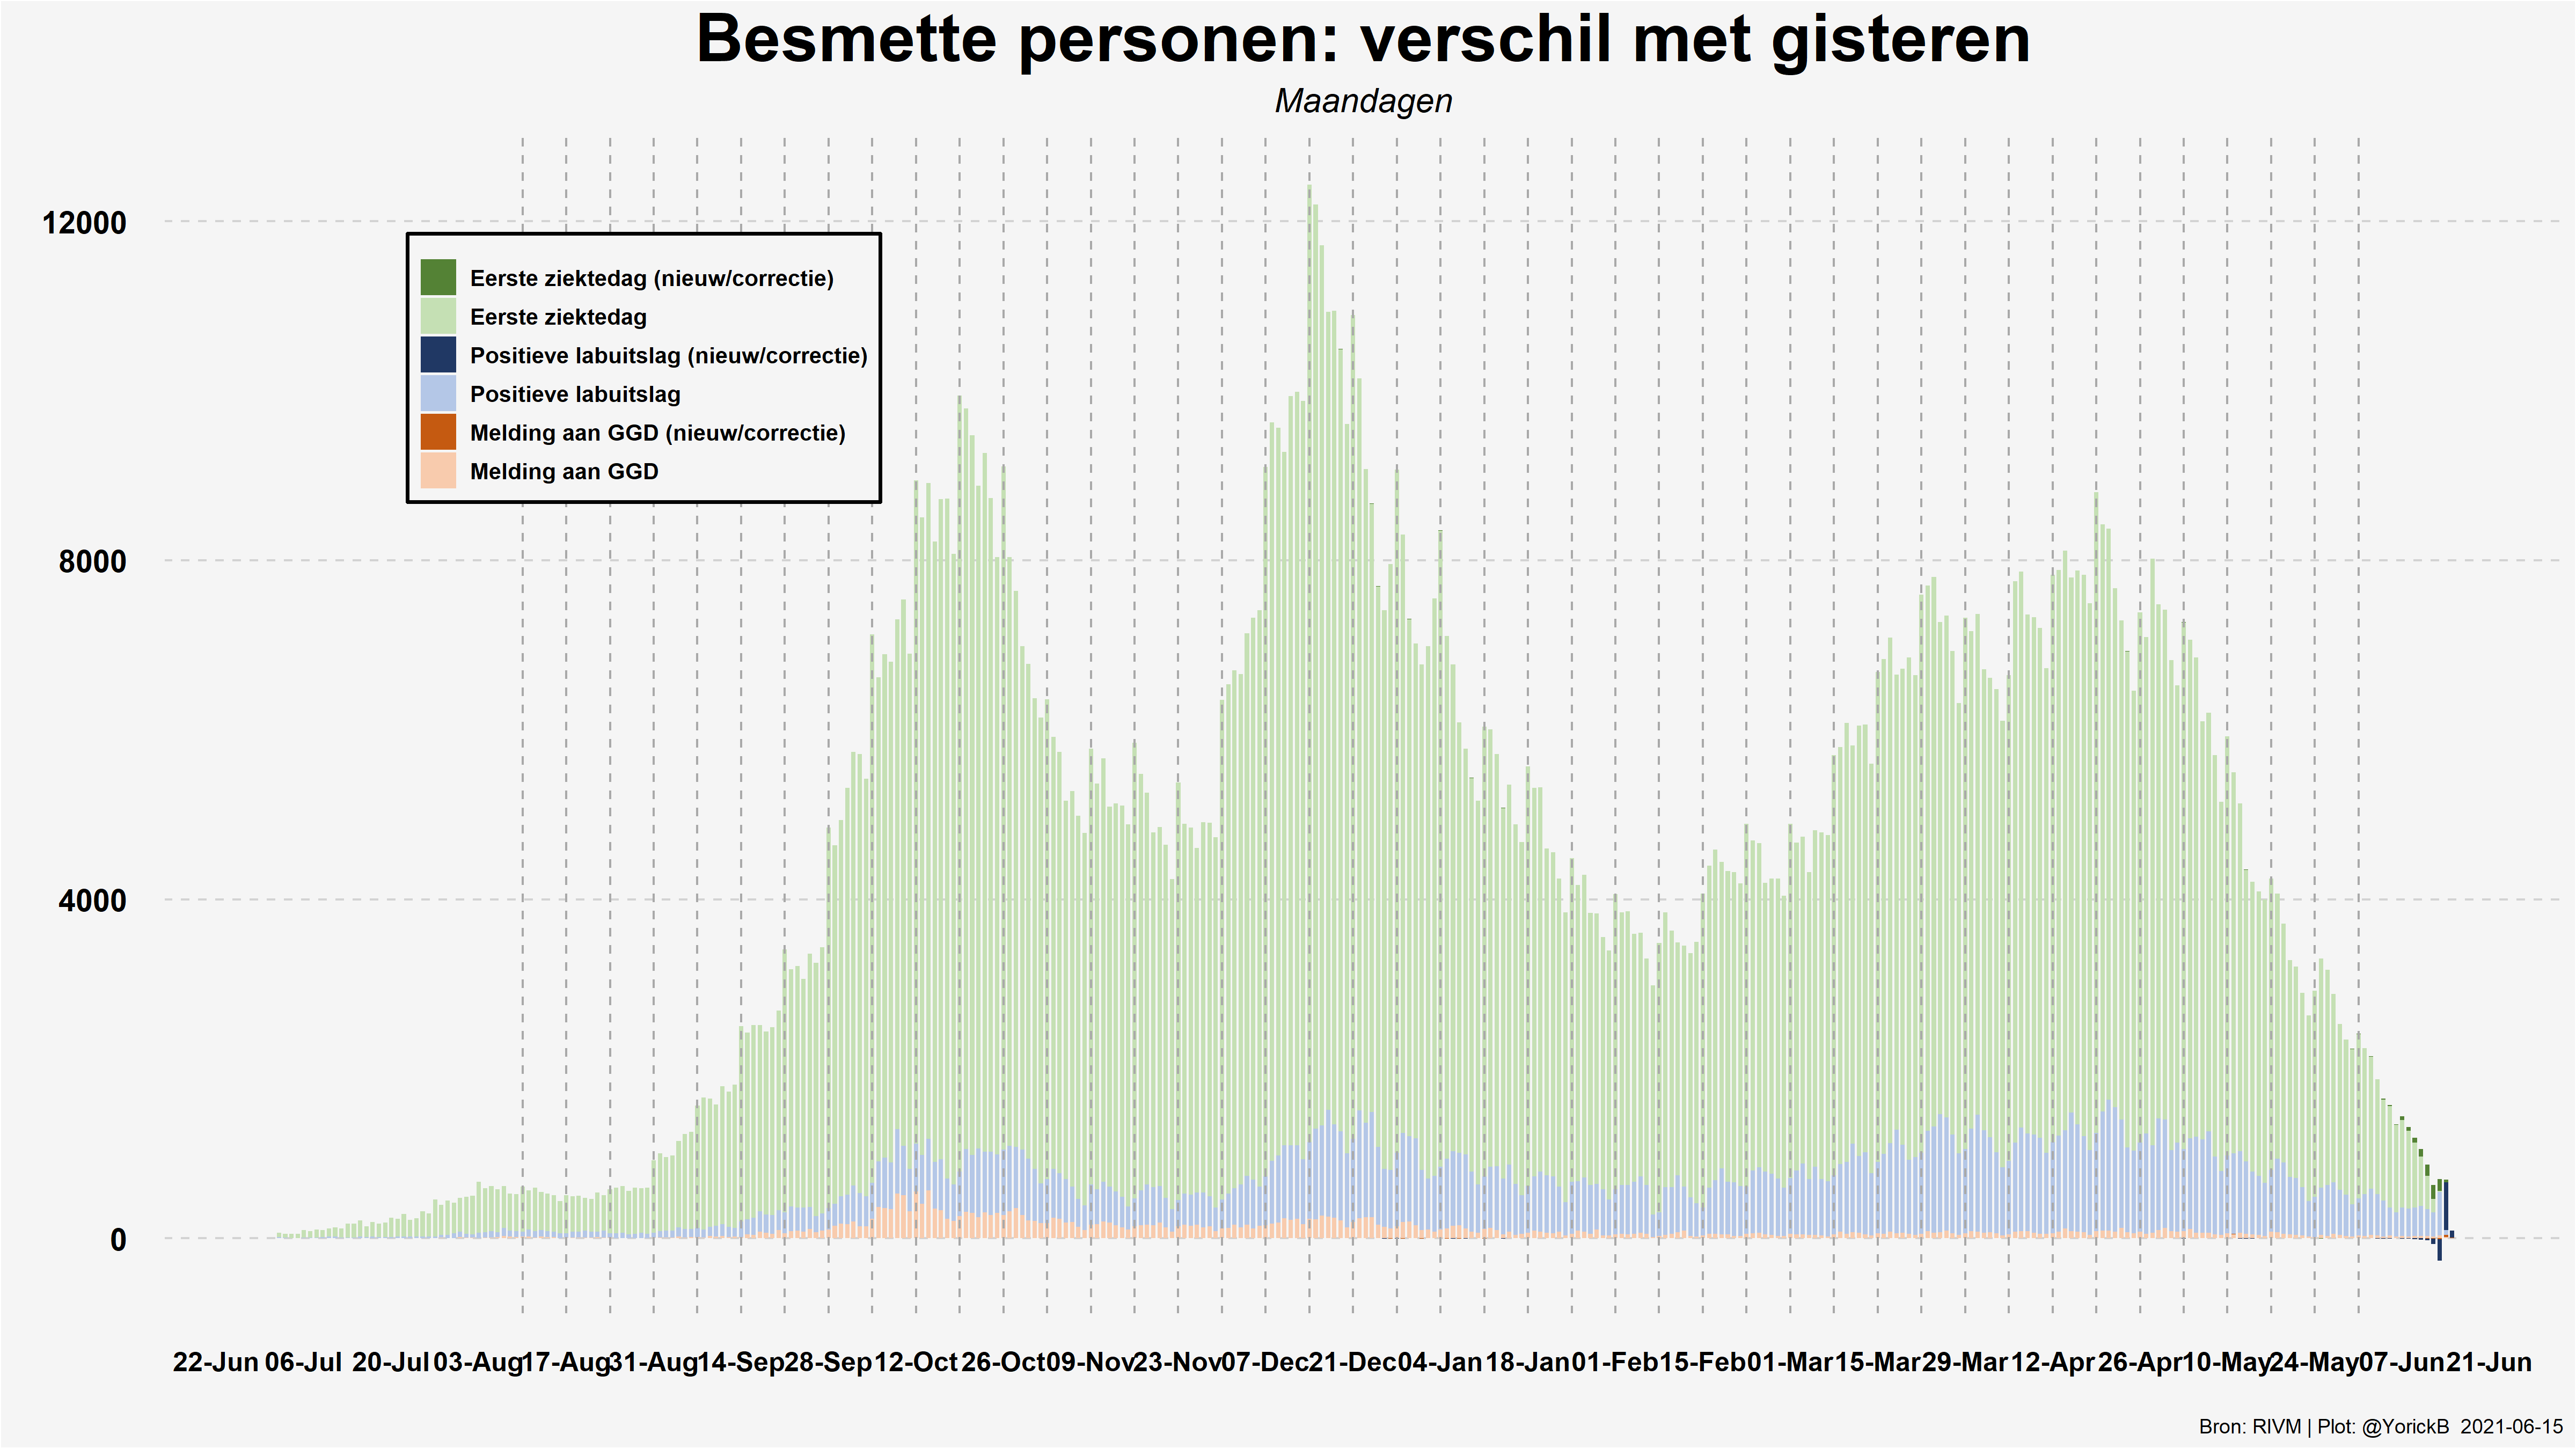 Besmette personen: verschil met gisteren
Maandagen
12000
8000
4000
0
Eerste ziektedag (nieuw/correctie)
Eerste ziektedag
Positieve labuitslag (nieuw/correctie)
Positieve labuitslag
Melding aan GGD (nieuw/correctie)
Melding aan GGD
22-Jun 06-Jul 20-Jul 03-Aug 17-Aug 31-Aug 14-Sep 28-Sep 12-Oct 26-Oct 09-Nov 23-Nov 07-Dec 21-Dec 04-Jan 18-Jan 01-Feb 15-Feb 01-Mar 15-Mar 29-Mar 12-Apr 26-Apr 10-May 24-May 07-Jun 21-Jun
Bron: RIVM | Plot: @YorickB 2021-06-15